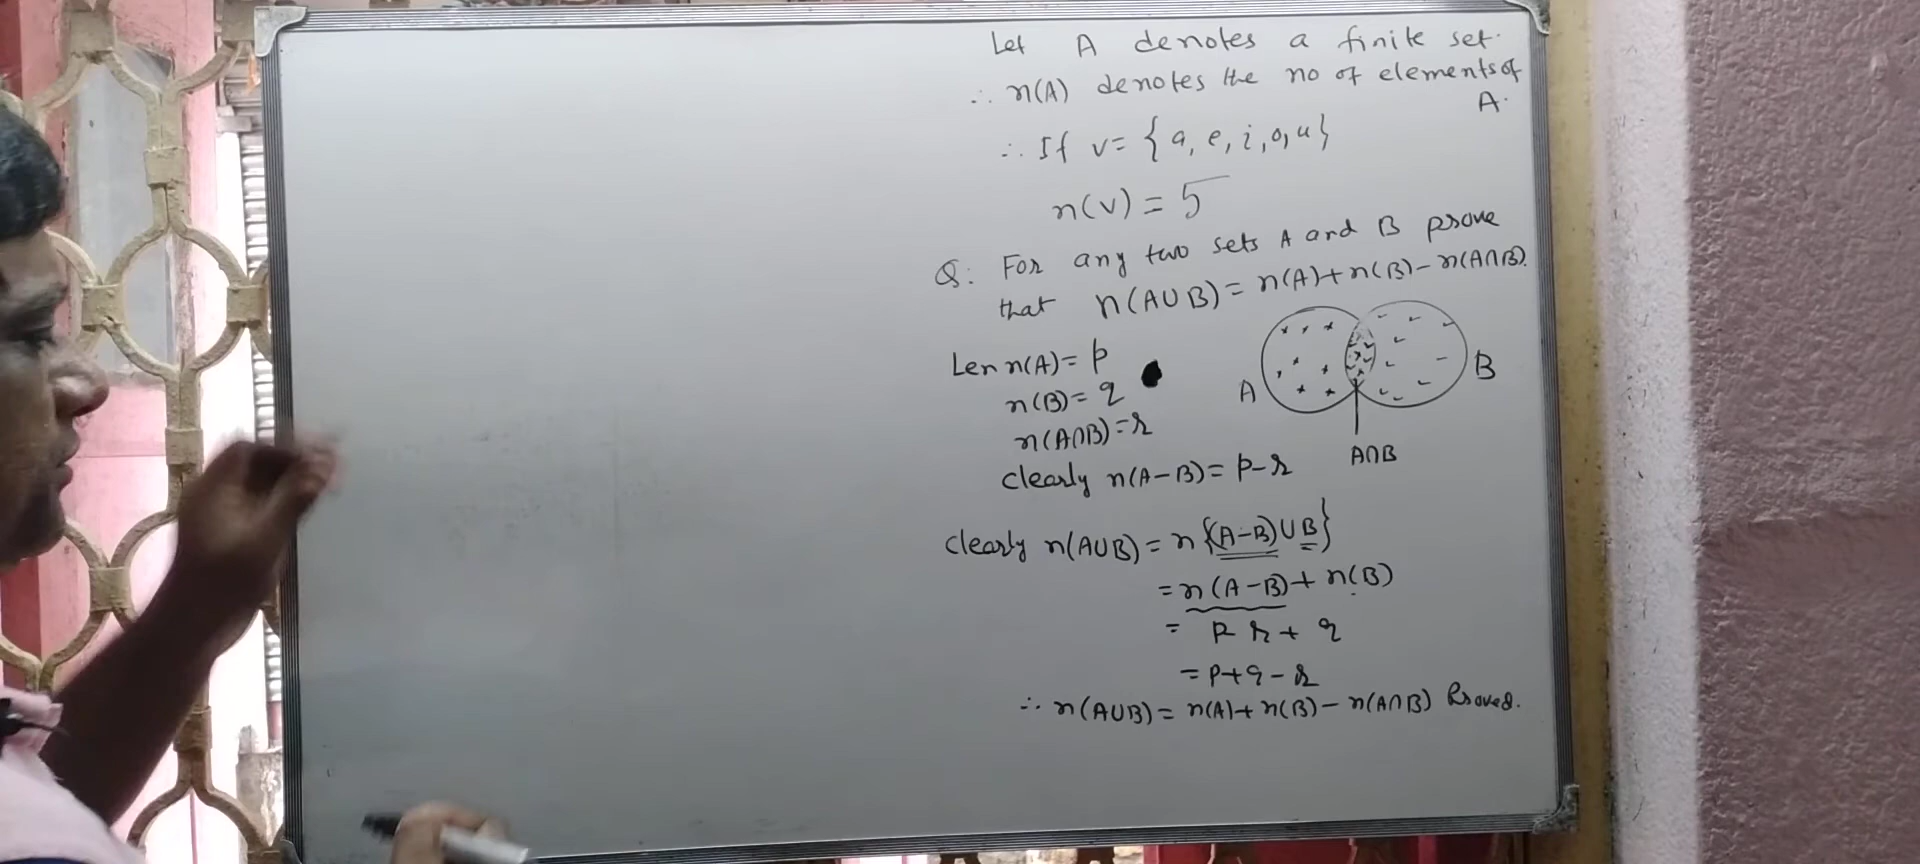 Let A denotes a finite set.
∴ n(A) denotes the no of elements of
A.
∴ If v = {a, e, i, o, u}
n(v) = 5
Q: For any two sets A and B prove
that n(A∪B) = n(A)+n(B)-n(A∩B).
Len n(A) = p
n(B) = q
n(A∩B) = r
clearly n(A-B) = p-r
A
B
A∩B
clearly n(A∪B) = n{(A-B)∪B}
= n(A-B)+n(B)
= p r + q
= p+q-r
∴ n(A∪B) = n(A)+n(B)-n(A∩B) Proved.